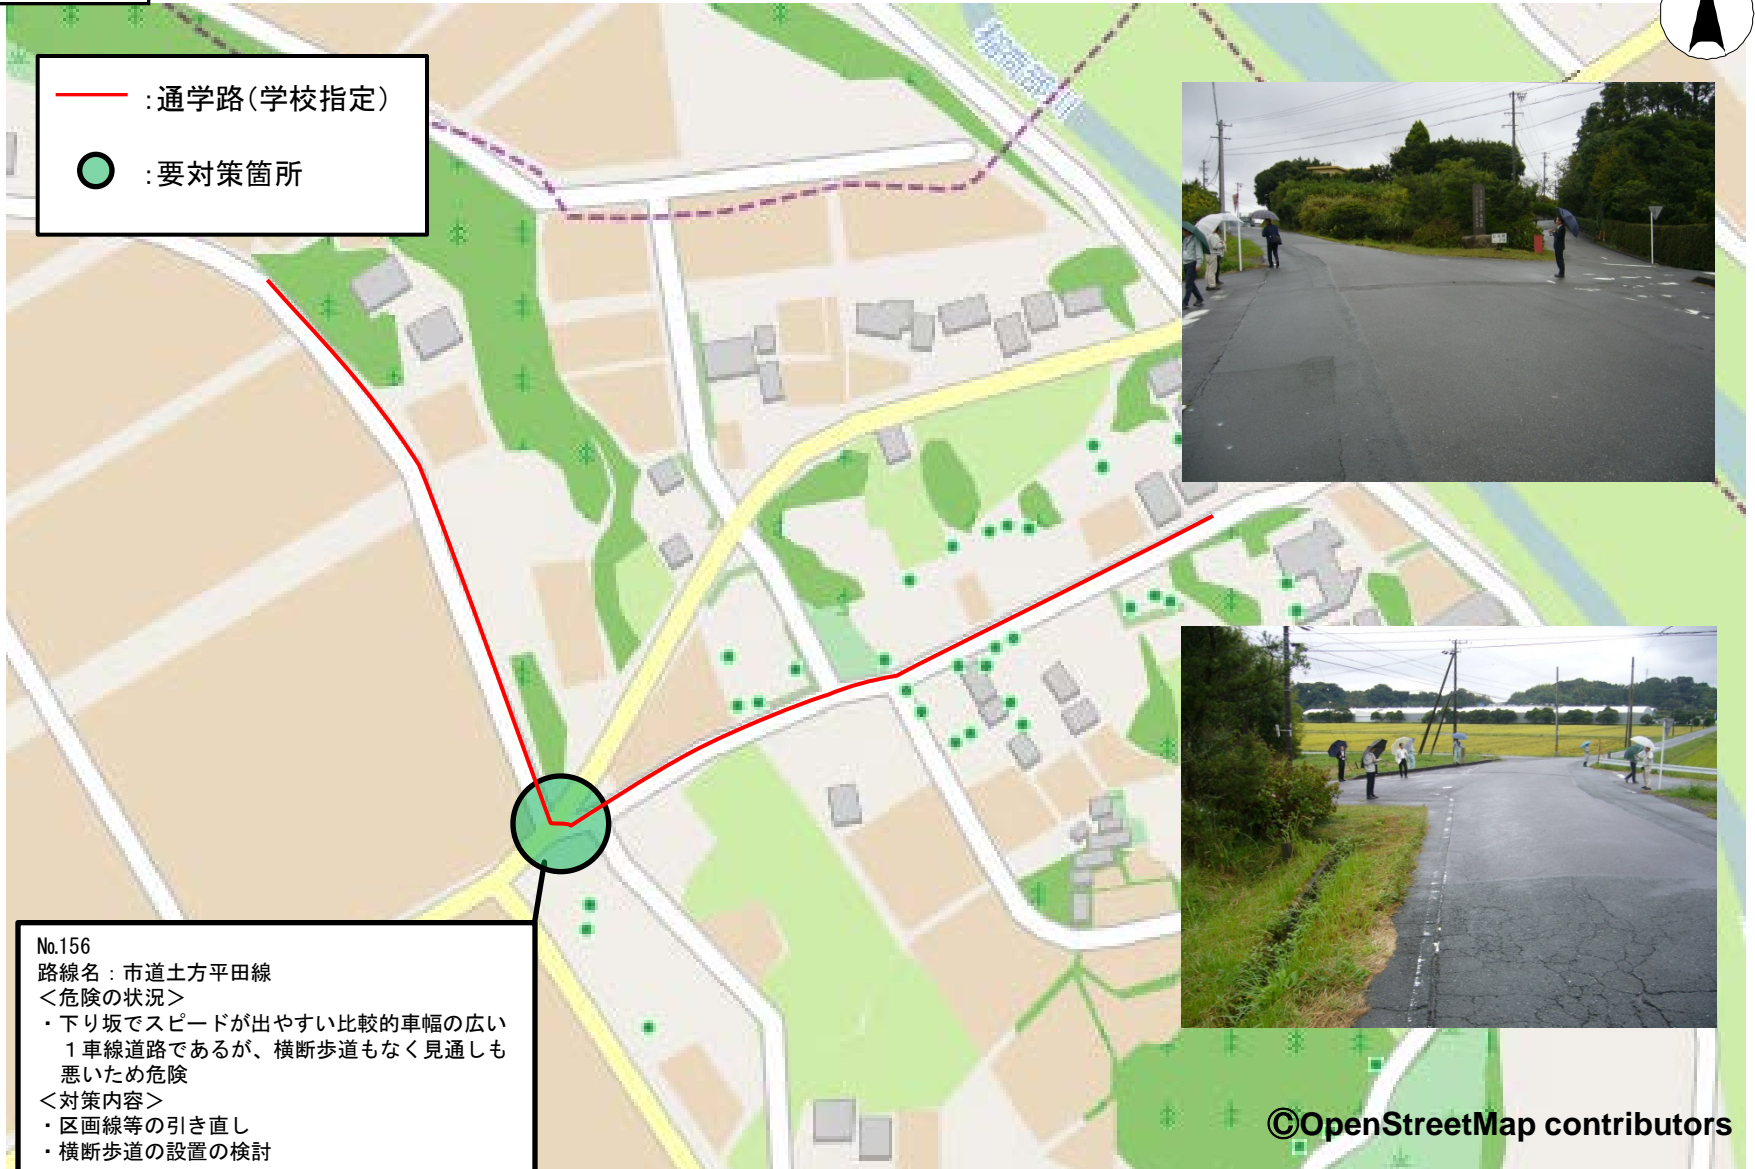 :通学路(学校指定)
:要対策箇所
No.156
路線名：市道土方平田線
＜危険の状況＞
・下り坂でスピードが出やすい比較的車幅の広い
１車線道路であるが、横断歩道もなく見通しも
悪いため危険
＜対策内容＞
・区画線等の引き直し
・横断歩道の設置の検討
©OpenStreetMap contributors